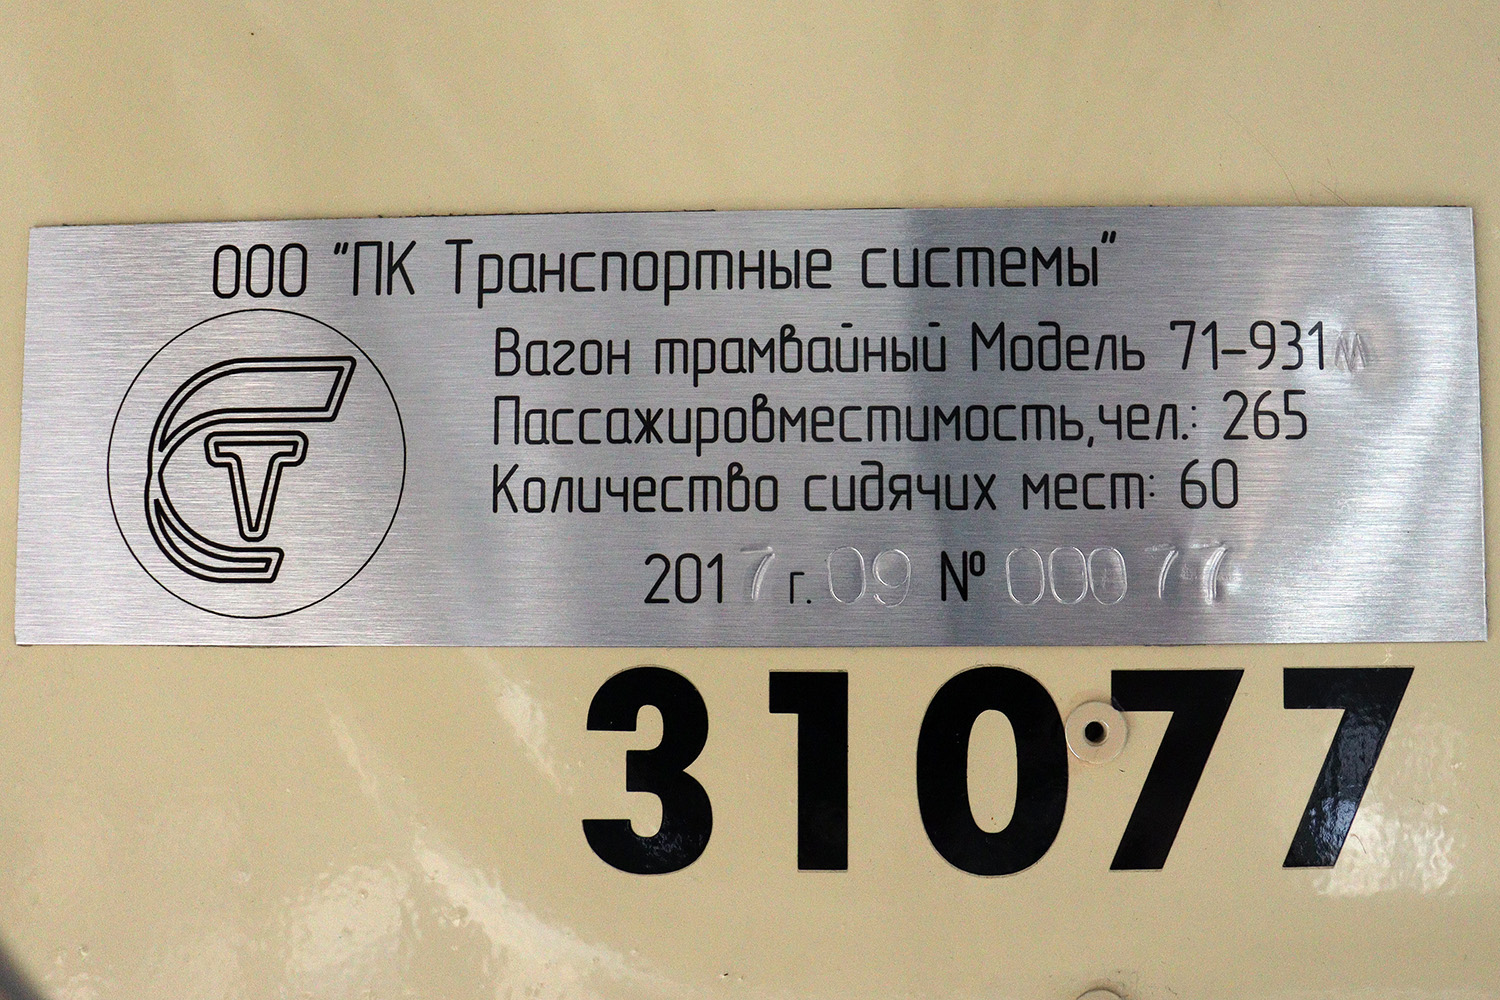 ООО "ПК Транспортные системы"
Вагон трамвайный Модель 71-931м
Пассажировместимость,чел.: 265
Количество сидячих мест: 60
2017 г. 09 № 00077
31077